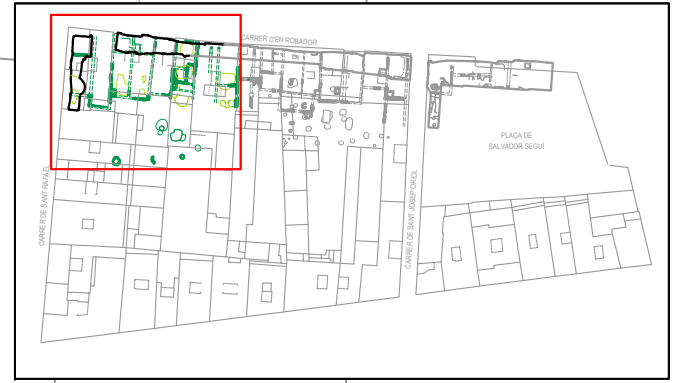 CARRER D'EN ROBADOR
PLAÇA DE
SALVADOR SEGUÍ
CARRER DE SANT RAFAEL
CARRER DE SANT JOSEP ORIOL